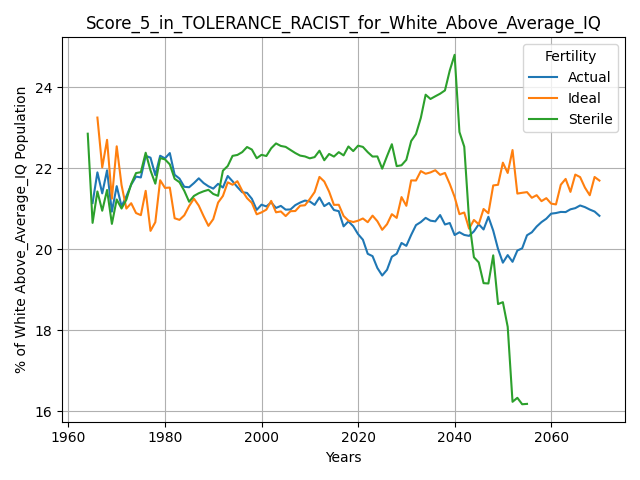 Score_5_in_TOLERANCE_RACIST_for_White_Above_Average_IQ
% of White Above_Average_IQ Population
24
22
20
18
16
Fertility
Actual
Ideal
Sterile
1960 1980 2000 2020 2040 2060
Years